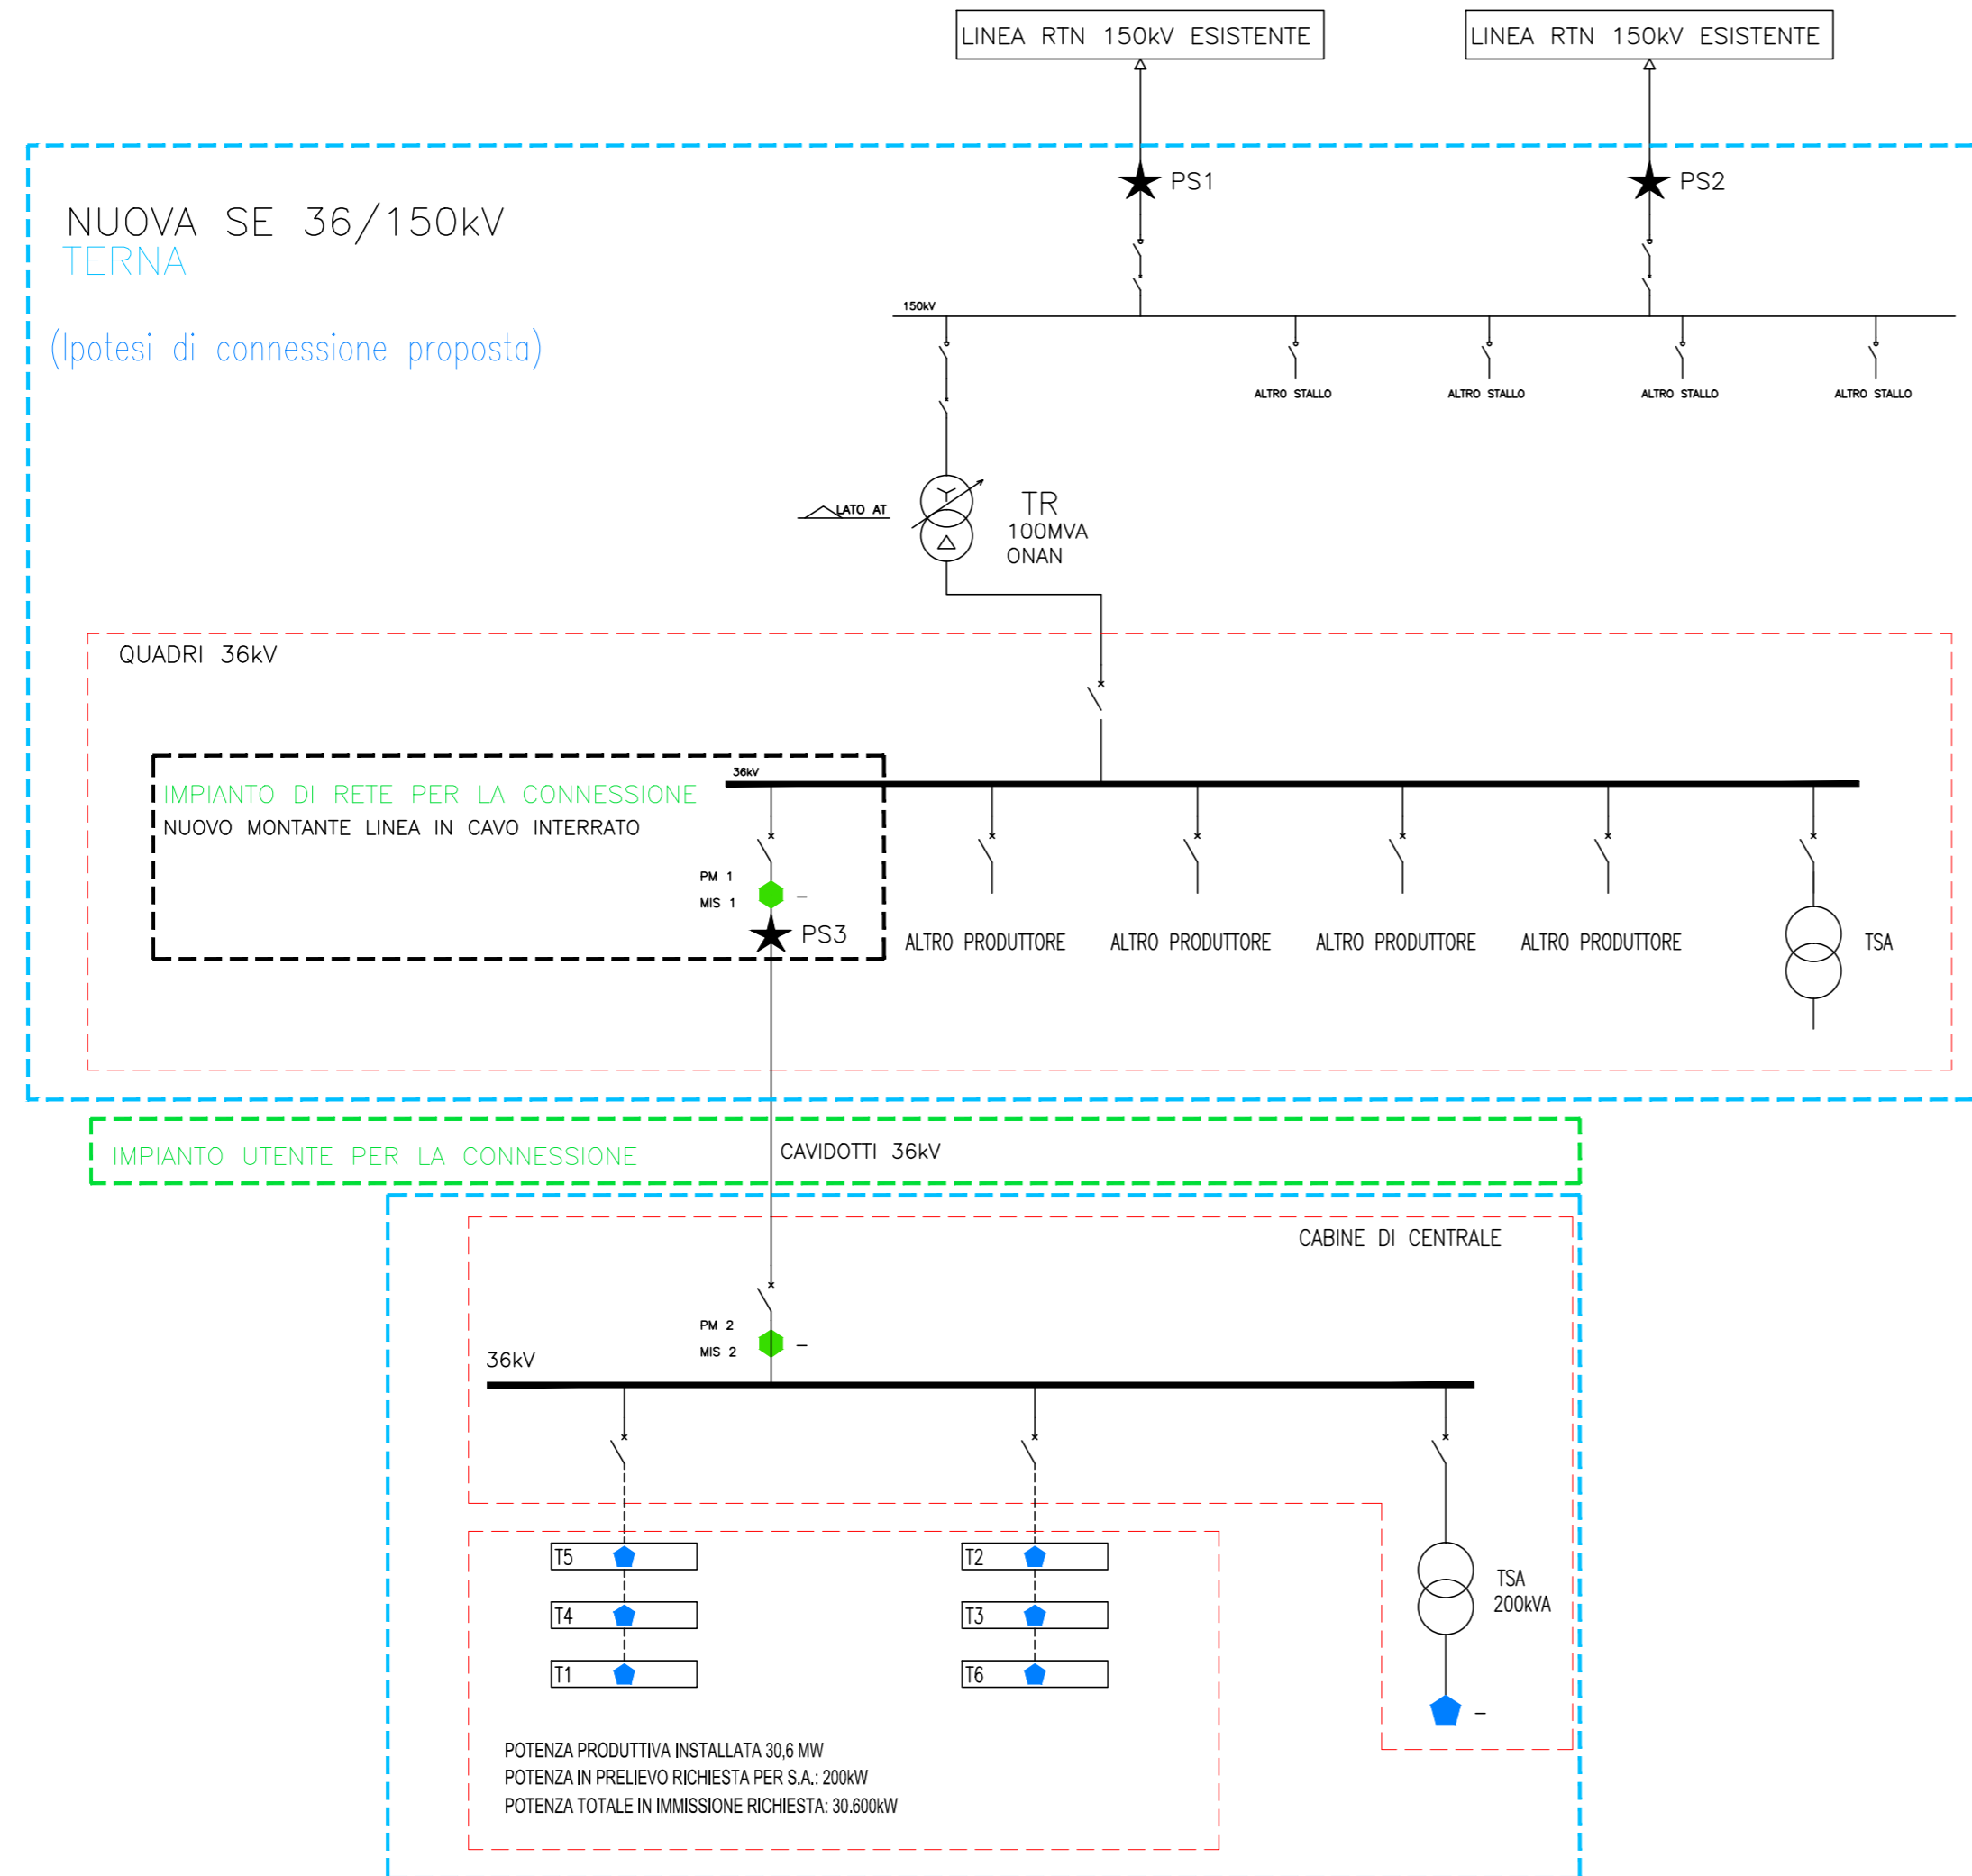 LINEA RTN 150kV ESISTENTE
LINEA RTN 150kV ESISTENTE
PS1
PS2
NUOVA SE 36/150kV
TERNA
(Ipotesi di connessione proposta)
150kV
ALTRO STALLO
ALTRO STALLO
ALTRO STALLO
ALTRO STALLO
LATO AT
TR
100MVA
ONAN
QUADRI 36kV
36kV
IMPIANTO DI RETE PER LA CONNESSIONE
NUOVO MONTANTE LINEA IN CAVO INTERRATO
PM 1
MIS 1
–
PS3
ALTRO PRODUTTORE
ALTRO PRODUTTORE
ALTRO PRODUTTORE
ALTRO PRODUTTORE
TSA
IMPIANTO UTENTE PER LA CONNESSIONE
CAVIDOTTI 36kV
CABINE DI CENTRALE
PM 2
MIS 2
–
36kV
T5
T2
T4
T3
T1
T6
TSA
200kVA
–
POTENZA PRODUTTIVA INSTALLATA 30,6 MW
POTENZA IN PRELIEVO RICHIESTA PER S.A.: 200kW
POTENZA TOTALE IN IMMISSIONE RICHIESTA: 30.600kW